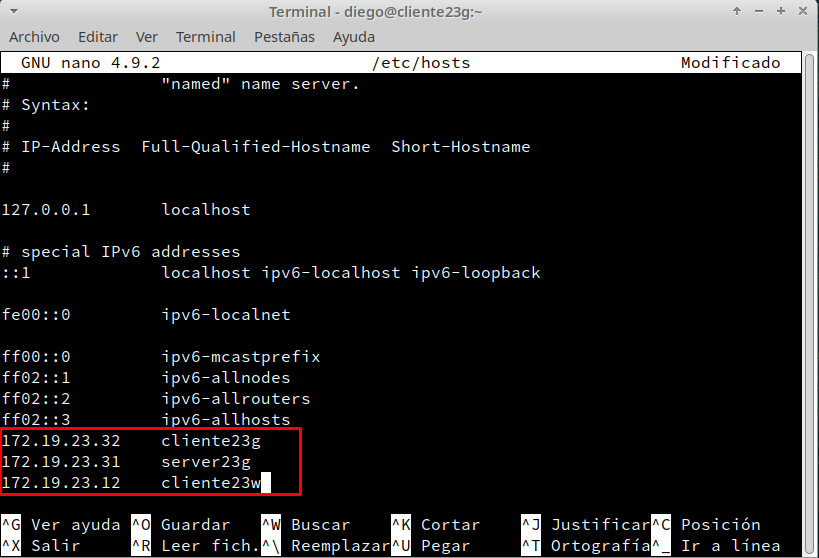 Terminal - diego@cliente23g:~
Archivo Editar Ver Terminal Pestañas Ayuda
GNU nano 4.9.2 /etc/hosts Modificado
# "named" name server.
# Syntax:
#
# IP-Address Full-Qualified-Hostname Short-Hostname
#
127.0.0.1 localhost
# special IPv6 addresses
::1 localhost ipv6-localhost ipv6-loopback
fe00::0 ipv6-localnet
ff00::0 ipv6-mcastprefix
ff02::1 ipv6-allnodes
ff02::2 ipv6-allrouters
ff02::3 ipv6-allhosts
172.19.23.32 cliente23g
172.19.23.31 server23g
172.19.23.12 cliente23w
^G Ver ayuda ^O Guardar ^W Buscar ^K Cortar ^J Justificar ^C Posición
^X Salir ^R Leer fich. ^\ Reemplazar ^U Pegar ^T Ortografía ^_ Ir a línea